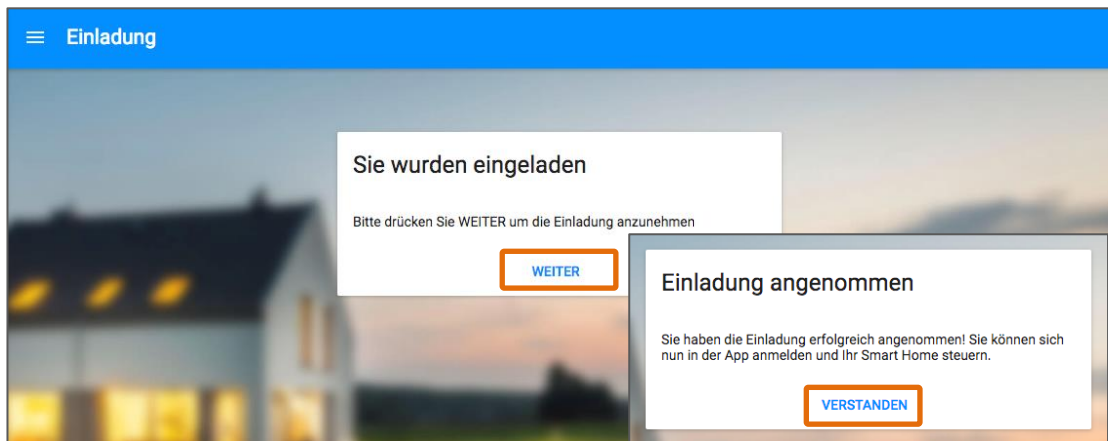 Einladung
Sie wurden eingeladen
Bitte drücken Sie WEITER um die Einladung anzunehmen
WEITER
Einladung angenommen
Sie haben die Einladung erfolgreich angenommen! Sie können sich
nun in der App anmelden und Ihr Smart Home steuern.
VERSTANDEN